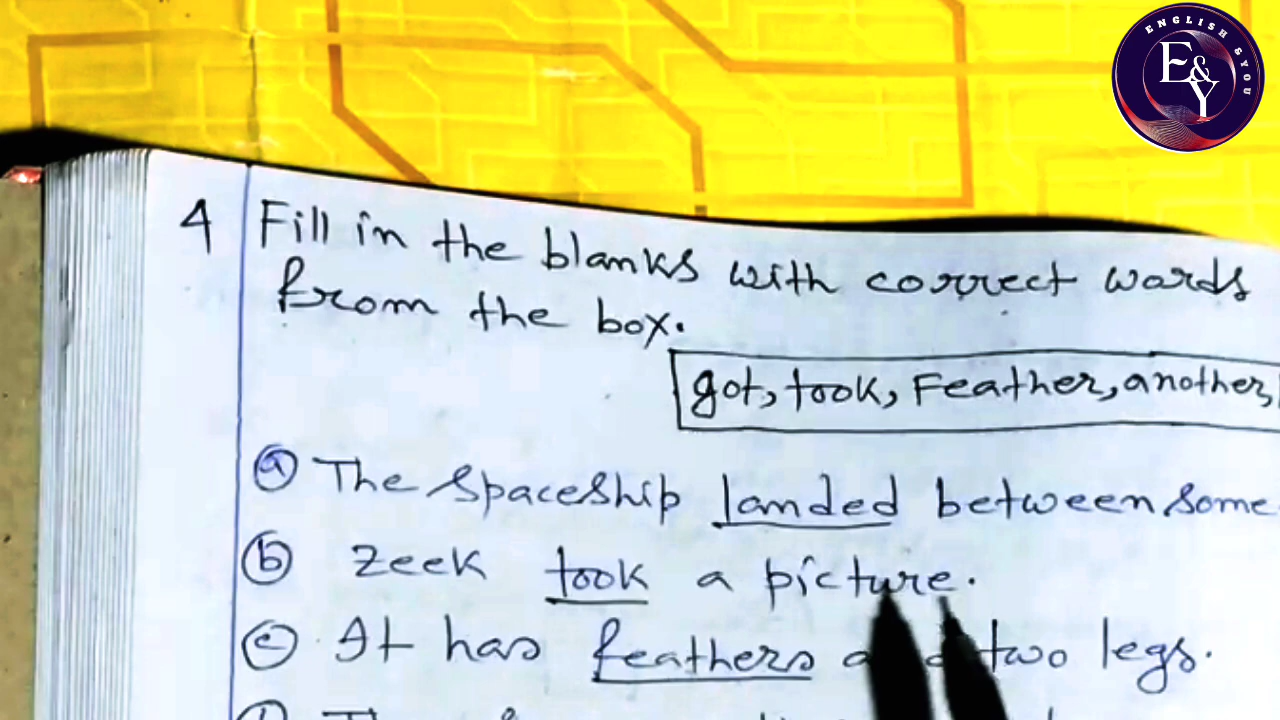 ENGLISH &YOU
E&Y
4 Fill in the blanks with correct words
from the box.
got, took, Feather, another,
ⓐ The spaceship landed between some
ⓑ Zeek took a picture.
ⓒ It has feathers two legs.